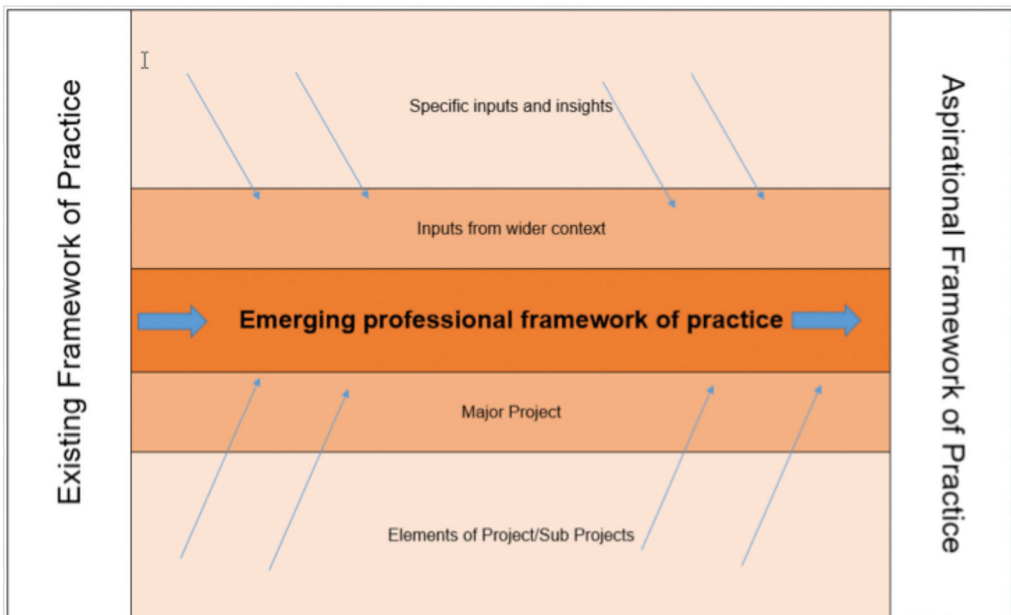 Existing Framework of Practice
Specific inputs and insights
Inputs from wider context
Emerging professional framework of practice
Major Project
Elements of Project/Sub Projects
Aspirational Framework of Practice